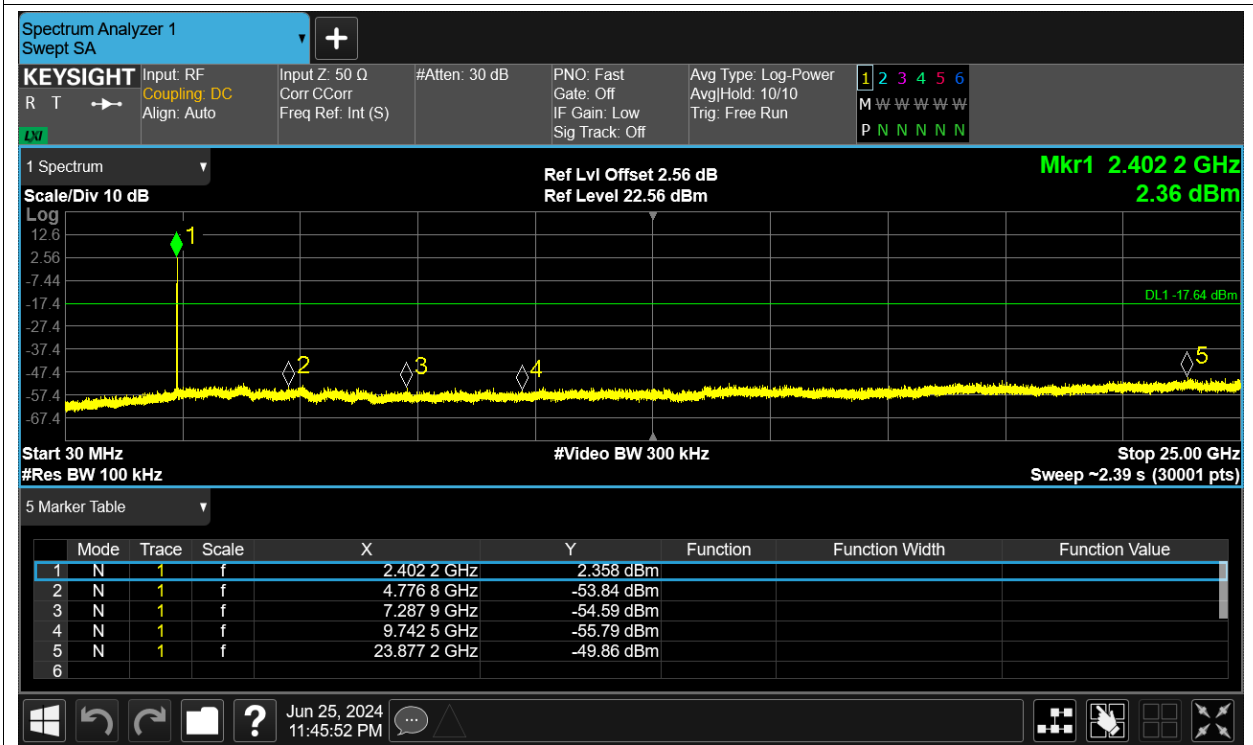 Spectrum Analyzer 1
Swept SA
+
KEYSIGHT
R T
LXI
Input: RF
Coupling: DC
Align: Auto
Input Z: 50 Ω
Corr CCorr
Freq Ref: Int (S)
#Atten: 30 dB
PNO: Fast
Gate: Off
IF Gain: Low
Sig Track: Off
Avg Type: Log-Power
Avg|Hold: 10/10
Trig: Free Run
1 2 3 4 5 6
M W W W W W
P N N N N N
1 Spectrum
Scale/Div 10 dB
Ref Lvl Offset 2.56 dB
Ref Level 22.56 dBm
Mkr1 2.402 2 GHz
2.36 dBm
Log
12.6
2.56
-7.44
-17.4
-27.4
-37.4
-47.4
-57.4
-67.4
1
2
3
4
5
DL1 -17.64 dBm
Start 30 MHz
#Video BW 300 kHz
Stop 25.00 GHz
#Res BW 100 kHz
Sweep ~2.39 s (30001 pts)
5 Marker Table
Mode Trace Scale X Y Function Function Width Function Value
1 N 1 f 2.402 2 GHz 2.358 dBm
2 N 1 f 4.776 8 GHz -53.84 dBm
3 N 1 f 7.287 9 GHz -54.59 dBm
4 N 1 f 9.742 5 GHz -55.79 dBm
5 N 1 f 23.877 2 GHz -49.86 dBm
6
?
Jun 25, 2024
11:45:52 PM